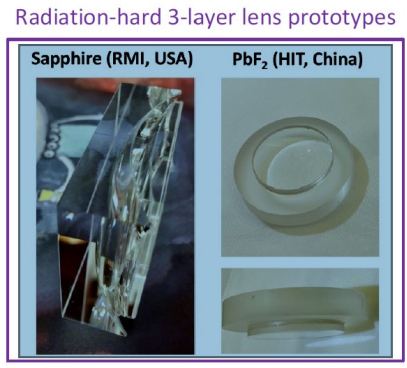 Radiation-hard 3-layer lens prototypes
Sapphire (RMI, USA)
PbF₂ (HIT, China)